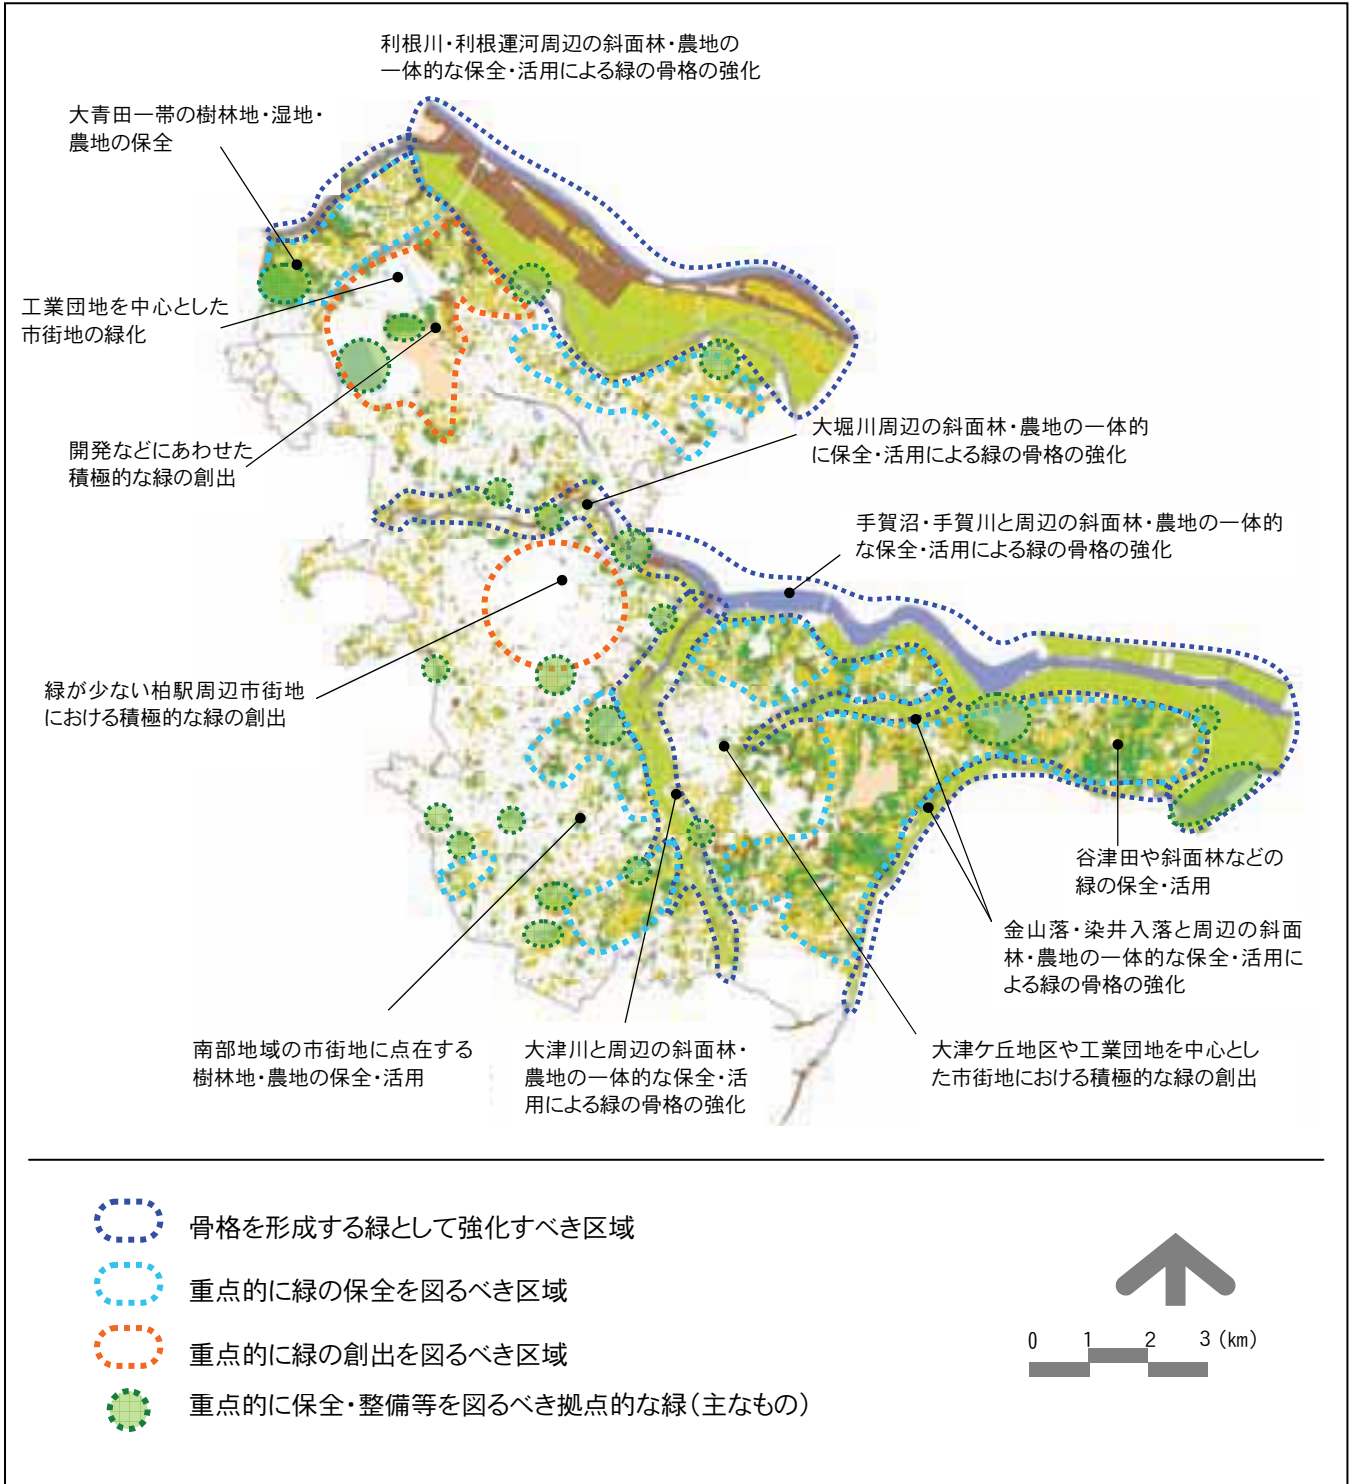 利根川・利根運河周辺の斜面林・農地の
一体的な保全・活用による緑の骨格の強化
大青田一帯の樹林地・湿地・
農地の保全
工業団地を中心とした
市街地の緑化
開発などにあわせた
積極的な緑の創出
大堀川周辺の斜面林・農地の一体的
に保全・活用による緑の骨格の強化
手賀沼・手賀川と周辺の斜面林・農地の一体的
な保全・活用による緑の骨格の強化
緑が少ない柏駅周辺市街地
における積極的な緑の創出
谷津田や斜面林などの
緑の保全・活用
金山落・染井入落と周辺の斜面
林・農地の一体的な保全・活用に
よる緑の骨格の強化
南部地域の市街地に点在する
樹林地・農地の保全・活用
大津川と周辺の斜面林・
農地の一体的な保全・活
用による緑の骨格の強化
大津ケ丘地区や工業団地を中心とし
た市街地における積極的な緑の創出
骨格を形成する緑として強化すべき区域
重点的に緑の保全を図るべき区域
重点的に緑の創出を図るべき区域
重点的に保全・整備等を図るべき拠点的な緑（主なもの）
0 1 2 3 (km)